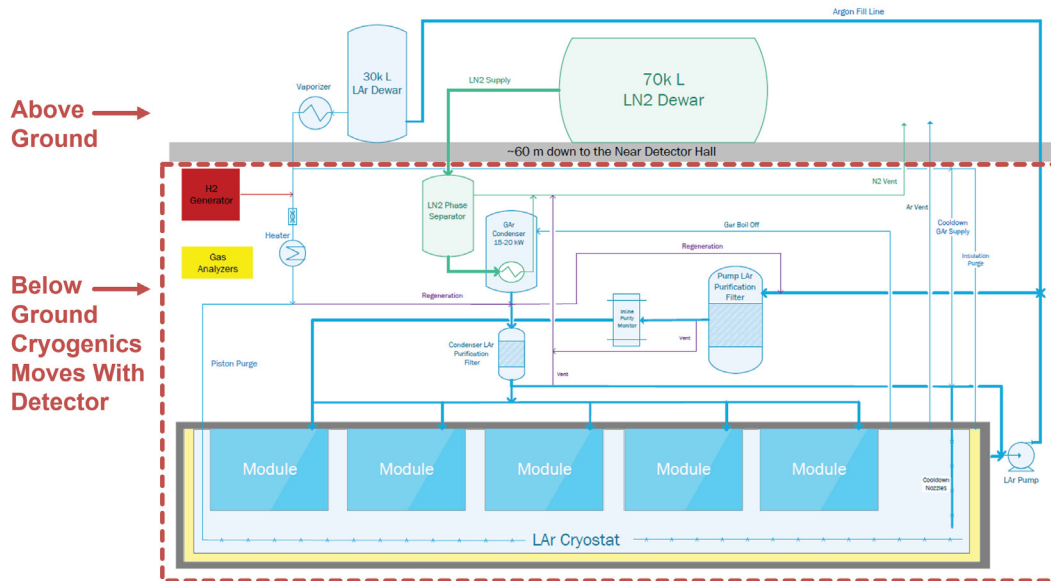 Argon Fill Line
30k L
LAr Dewar
Vaporizer
LN2 Supply
70k L
LN2 Dewar
Above
Ground
~60 m down to the Near Detector Hall
H2
Generator
LN2 Phase
Separator
N2 Vent
Ar Vent
Cooldown
GAr Supply
Insulation
Purge
GAr
Condenser
15-20 kW
Gar Boil Off
Heater
Gas
Analyzers
Regeneration
Pump LAr
Purification
Filter
Below
Ground
Cryogenics
Moves With
Detector
Regeneration
Inline
Purity
Monitor
Vent
Condenser LAr
Purification
Filter
Piston Purge
Vent
Module
Module
Module
Module
Module
Cooldown
Nozzles
LAr Pump
LAr Cryostat